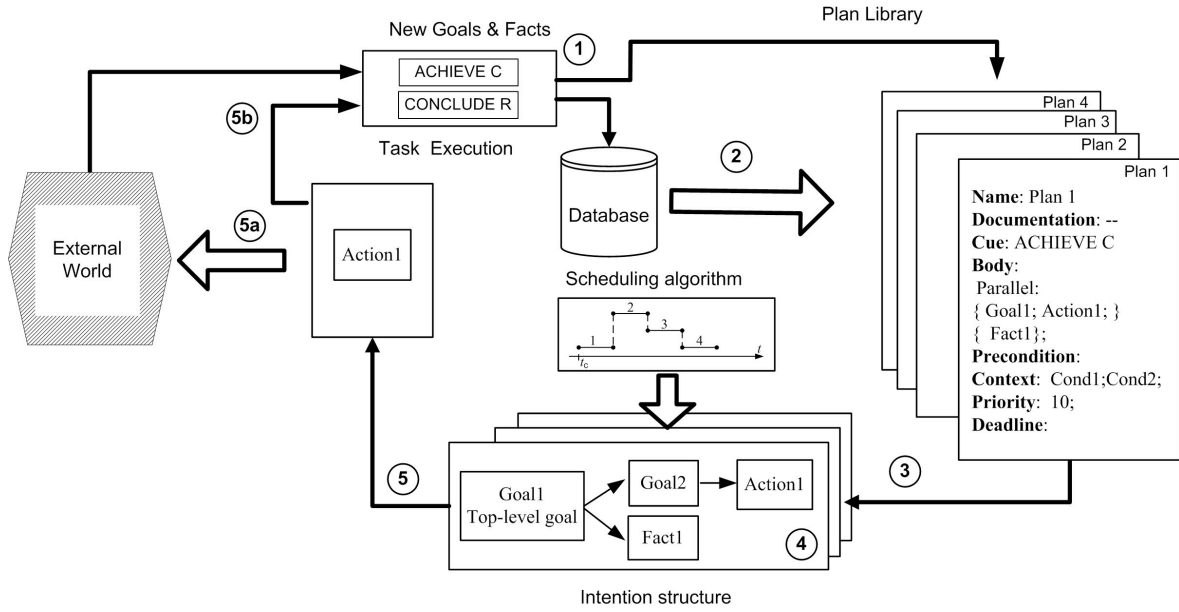 Plan Library
New Goals & Facts
1
ACHIEVE C
CONCLUDE R
5b
Task Execution
2
Plan 4
Plan 3
Plan 2
Plan 1
Name: Plan 1
Documentation: --
Cue: ACHIEVE C
Body:
Parallel:
{ Goal1; Action1; }
{ Fact1};
Precondition:
Context: Cond1;Cond2;
Priority: 10;
Deadline:
Database
5a
External
World
Action1
Scheduling algorithm
2
1
3
4
t
tc
3
5
Goal1
Top-level goal
Goal2
Action1
Fact1
4
Intention structure